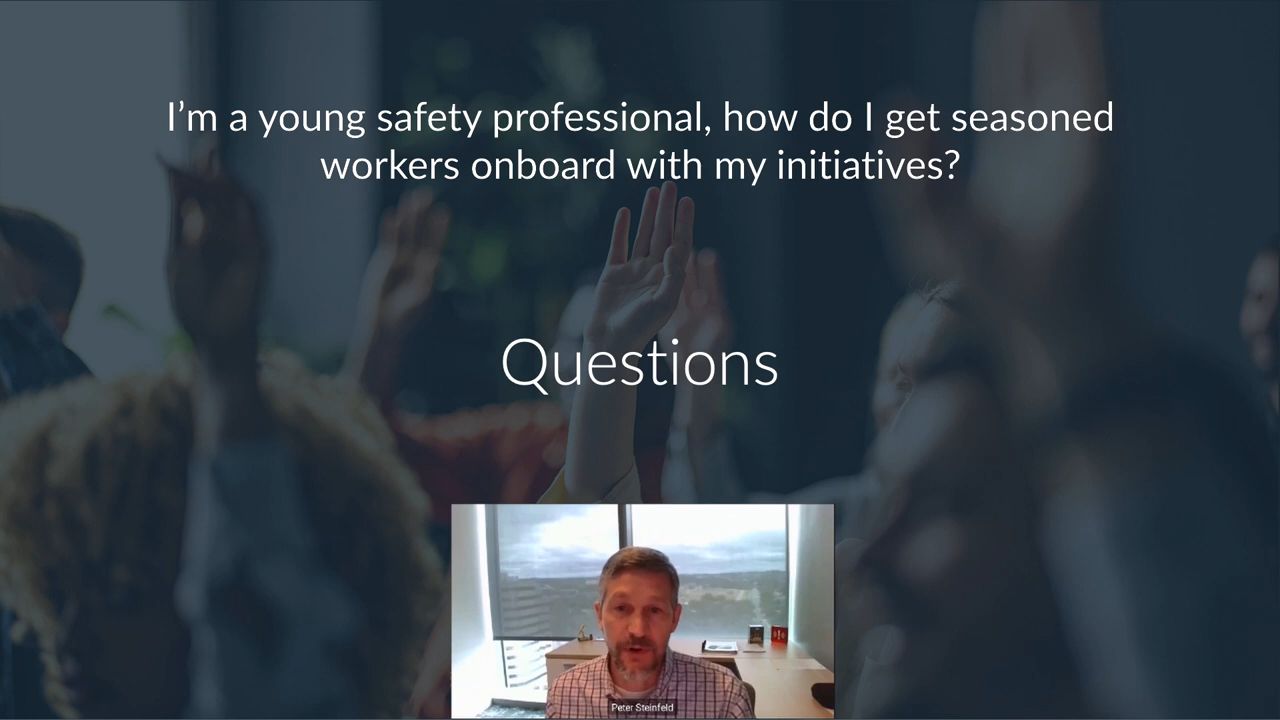 I’m a young safety professional, how do I get seasoned
workers onboard with my initiatives?
Questions
Peter Steinfeld